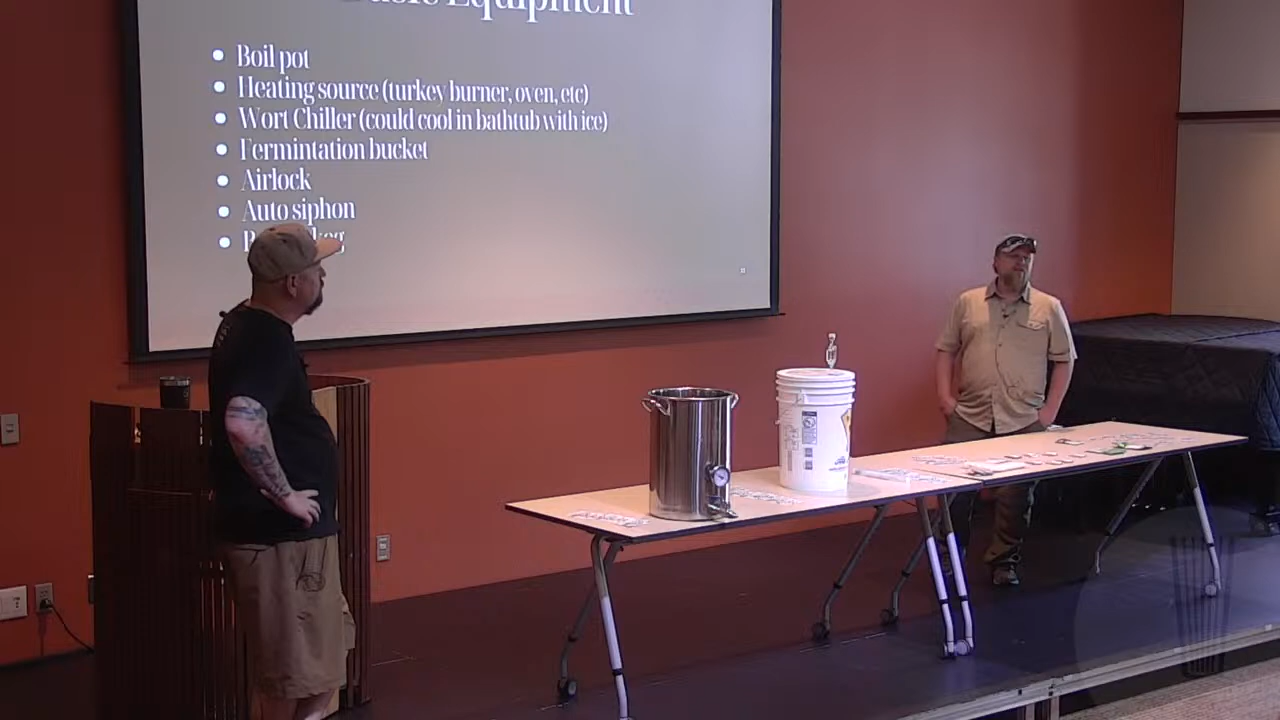 Equipment
Boil pot
Heating source (turkey burner, oven, etc)
Wort Chiller (could cool in bathtub with ice)
Fermintation bucket
Airlock
Auto siphon